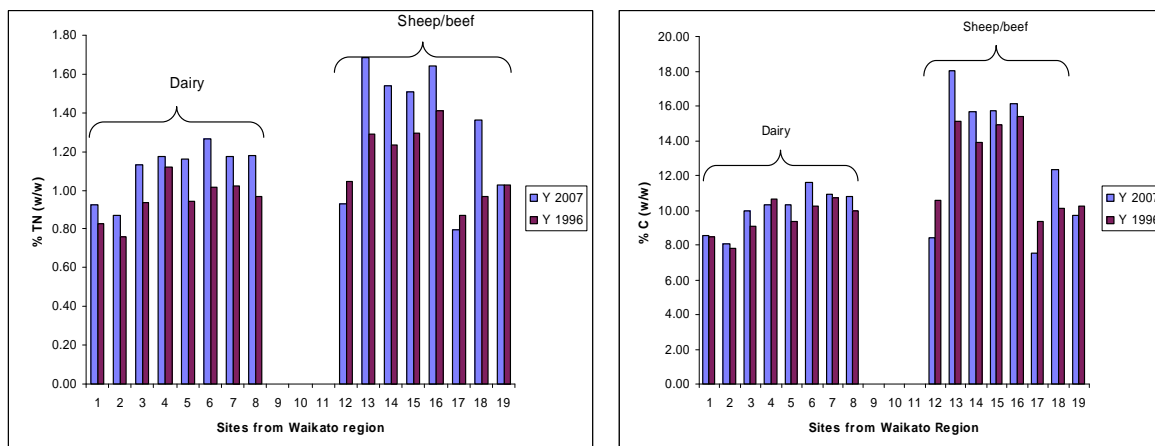 Sheep/beef
Dairy
% TN (w/w)
1.80
1.60
1.40
1.20
1.00
0.80
0.60
0.40
0.20
0.00
1 2 3 4 5 6 7 8 9 10 11 12 13 14 15 16 17 18 19
Sites from Waikato region
Y 2007
Y 1996
Sheep/beef
Dairy
% C (w/w)
20.00
18.00
16.00
14.00
12.00
10.00
8.00
6.00
4.00
2.00
0.00
1 2 3 4 5 6 7 8 9 10 11 12 13 14 15 16 17 18 19
Sites from Waikato Region
Y 2007
Y 1996